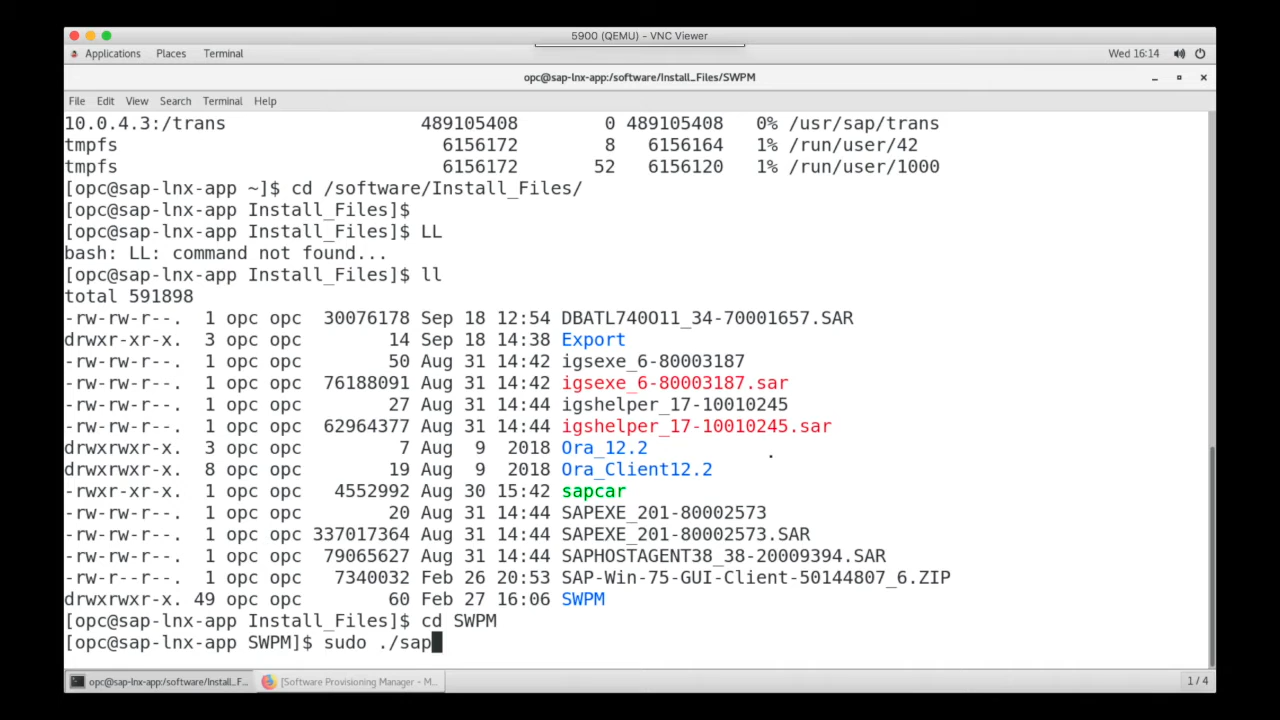 5900 (QEMU) - VNC Viewer
Applications Places Terminal Wed 16:14
opc@sap-lnx-app:/software/Install_Files/SWPM
File Edit View Search Terminal Help
10.0.4.3:/trans 489105408 0 489105408 0% /usr/sap/trans
tmpfs 6156172 8 6156164 1% /run/user/42
tmpfs 6156172 52 6156120 1% /run/user/1000
[opc@sap-lnx-app ~]$ cd /software/Install_Files/
[opc@sap-lnx-app Install_Files]$
[opc@sap-lnx-app Install_Files]$ LL
bash: LL: command not found...
[opc@sap-lnx-app Install_Files]$ ll
total 591898
-rw-rw-r--. 1 opc opc 30076178 Sep 18 12:54 DBATL740O11_34-70001657.SAR
drwxr-xr-x. 3 opc opc 14 Sep 18 14:38 Export
-rw-rw-r--. 1 opc opc 50 Aug 31 14:42 igsexe_6-80003187
-rw-rw-r--. 1 opc opc 76188091 Aug 31 14:42 igsexe_6-80003187.sar
-rw-rw-r--. 1 opc opc 27 Aug 31 14:44 igshelper_17-10010245
-rw-rw-r--. 1 opc opc 62964377 Aug 31 14:44 igshelper_17-10010245.sar
drwxrwxr-x. 3 opc opc 7 Aug 9 2018 Ora_12.2
drwxrwxr-x. 8 opc opc 19 Aug 9 2018 Ora_Client12.2
-rwxr-xr-x. 1 opc opc 4552992 Aug 30 15:42 sapcar
-rw-rw-r--. 1 opc opc 20 Aug 31 14:44 SAPEXE_201-80002573
-rw-rw-r--. 1 opc opc 337017364 Aug 31 14:44 SAPEXE_201-80002573.SAR
-rw-rw-r--. 1 opc opc 79065627 Aug 31 14:44 SAPHOSTAGENT38_38-20009394.SAR
-rw-r--r--. 1 opc opc 7340032 Feb 26 20:53 SAP-Win-75-GUI-Client-50144807_6.ZIP
drwxrwxr-x. 49 opc opc 60 Feb 27 16:06 SWPM
[opc@sap-lnx-app Install_Files]$ cd SWPM
[opc@sap-lnx-app SWPM]$ sudo ./sap
opc@sap-lnx-app:/software/Install_F... [Software Provisioning Manager - M... 1 / 4